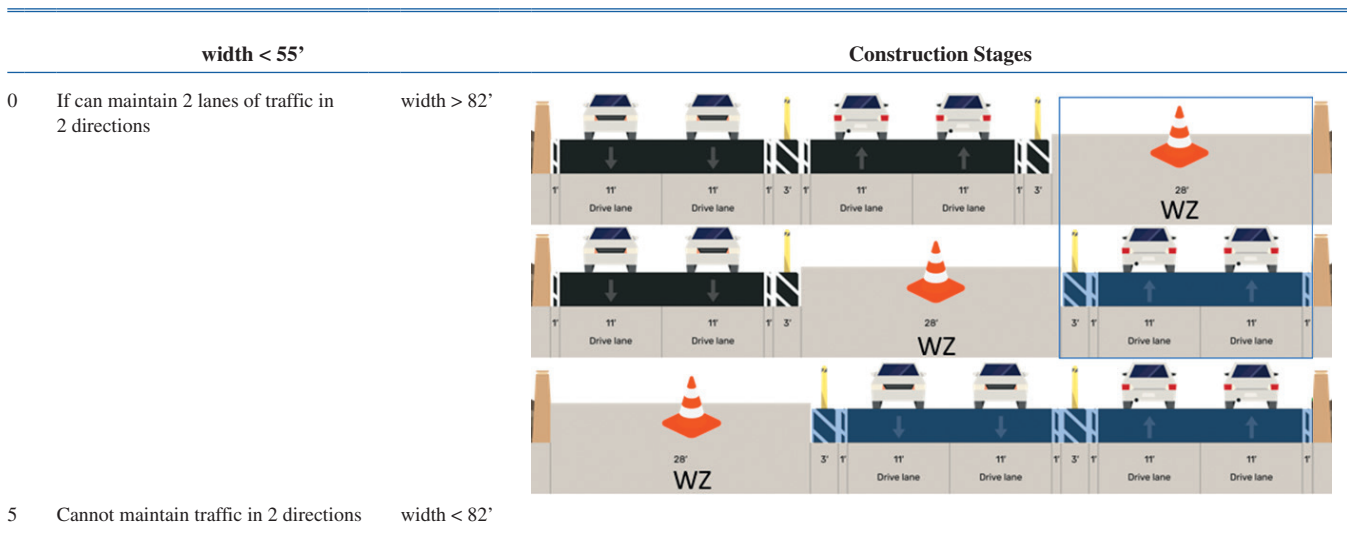 width < 55’ Construction Stages
0 If can maintain 2 lanes of traffic in 2 directions width > 82’
1' 11' 11' 1' 3' 1' 11' 11' 1' 3' 28'
Drive lane Drive lane Drive lane Drive lane WZ
1' 11' 11' 1' 3' 28' 3' 1' 11' 11' 1'
Drive lane Drive lane WZ Drive lane Drive lane
28' 3' 1' 11' 11' 1' 3' 1' 11' 11' 1'
WZ Drive lane Drive lane Drive lane Drive lane
5 Cannot maintain traffic in 2 directions width < 82’